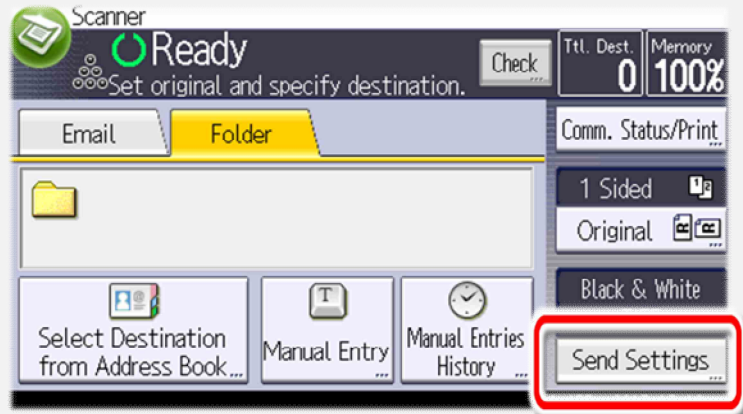 Scanner
Ready
Set original and specify destination.
Check
Ttl. Dest.
0
Memory
100%
Email
Folder
Comm. Status/Print
1 Sided
Original
Black & White
Select Destination
from Address Book
Manual Entry
Manual Entries
History
Send Settings